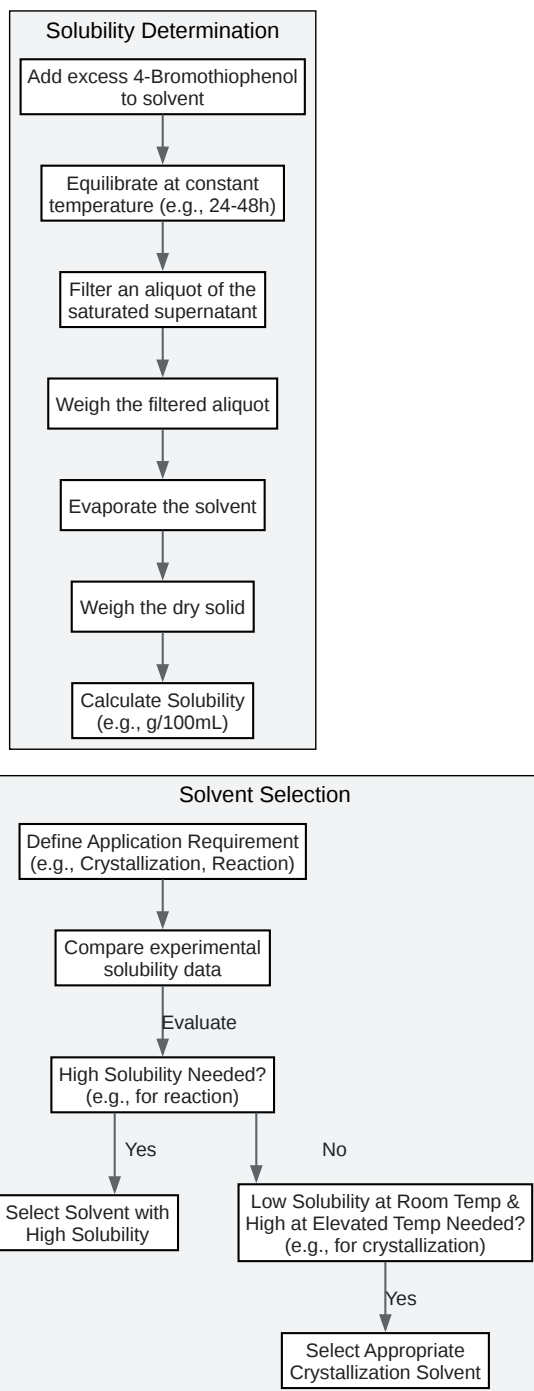 Solubility Determination
Add excess 4-Bromothiophenol
to solvent
Equilibrate at constant
temperature (e.g., 24-48h)
Filter an aliquot of the
saturated supernatant
Weigh the filtered aliquot
Evaporate the solvent
Weigh the dry solid
Calculate Solubility
(e.g., g/100mL)
Solvent Selection
Define Application Requirement
(e.g., Crystallization, Reaction)
Compare experimental
solubility data
Evaluate
High Solubility Needed?
(e.g., for reaction)
Yes
No
Select Solvent with
High Solubility
Low Solubility at Room Temp &
High at Elevated Temp Needed?
(e.g., for crystallization)
Yes
Select Appropriate
Crystallization Solvent